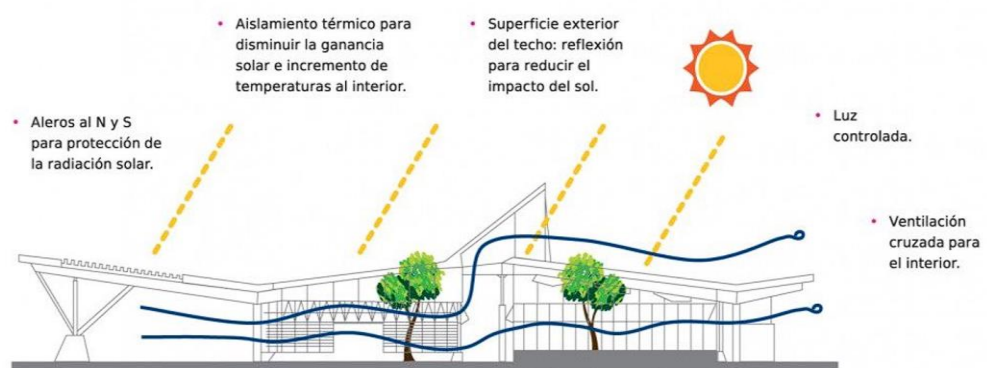 • Aislamiento térmico para
disminuir la ganancia
solar e incremento de
temperaturas al interior.
• Superficie exterior
del techo: reflexión
para reducir el
impacto del sol.
• Aleros al N y S
para protección de
la radiación solar.
• Luz
controlada.
• Ventilación
cruzada para
el interior.